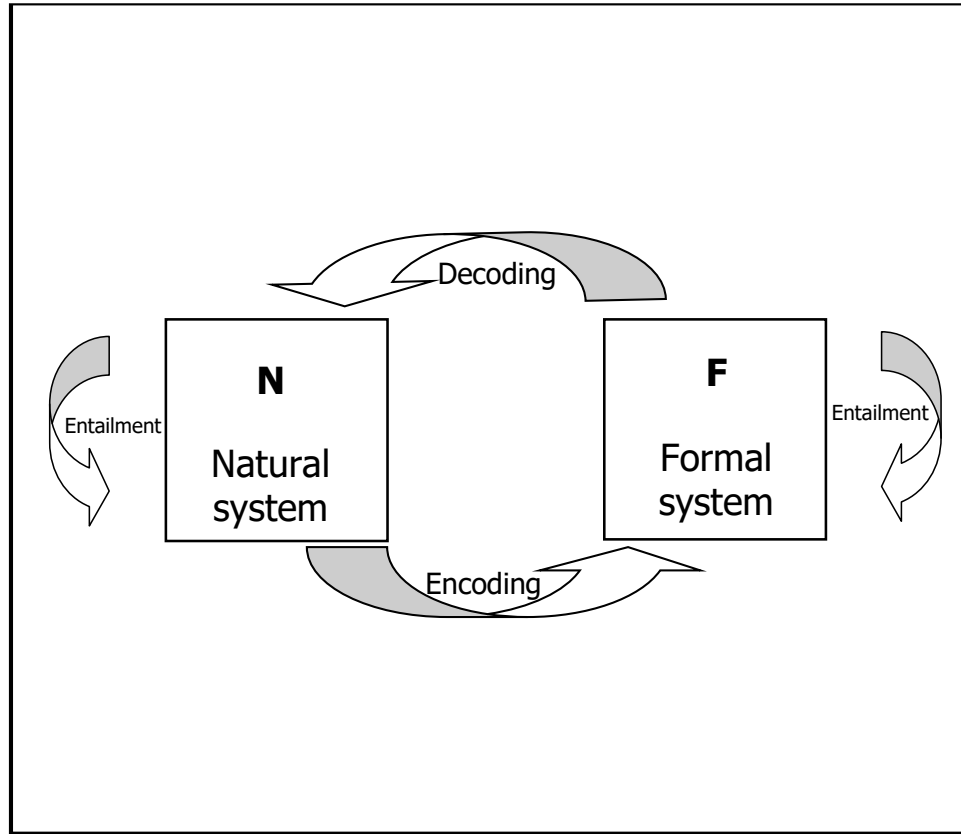 Decoding
N
Natural
system
F
Formal
system
Entailment
Entailment
Encoding